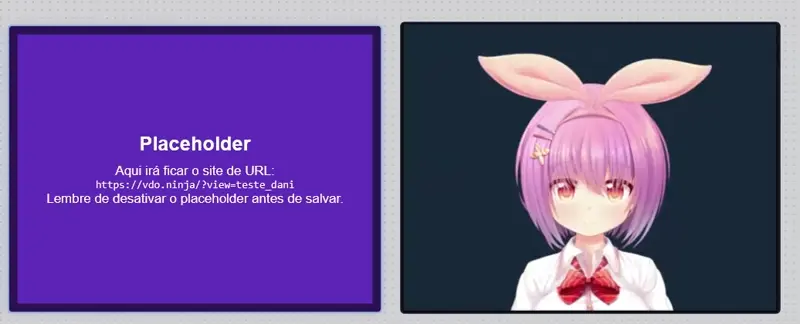 Placeholder
Aqui irá ficar o site de URL:
https://vdo.ninja/?view=teste_dani
Lembre de desativar o placeholder antes de salvar.